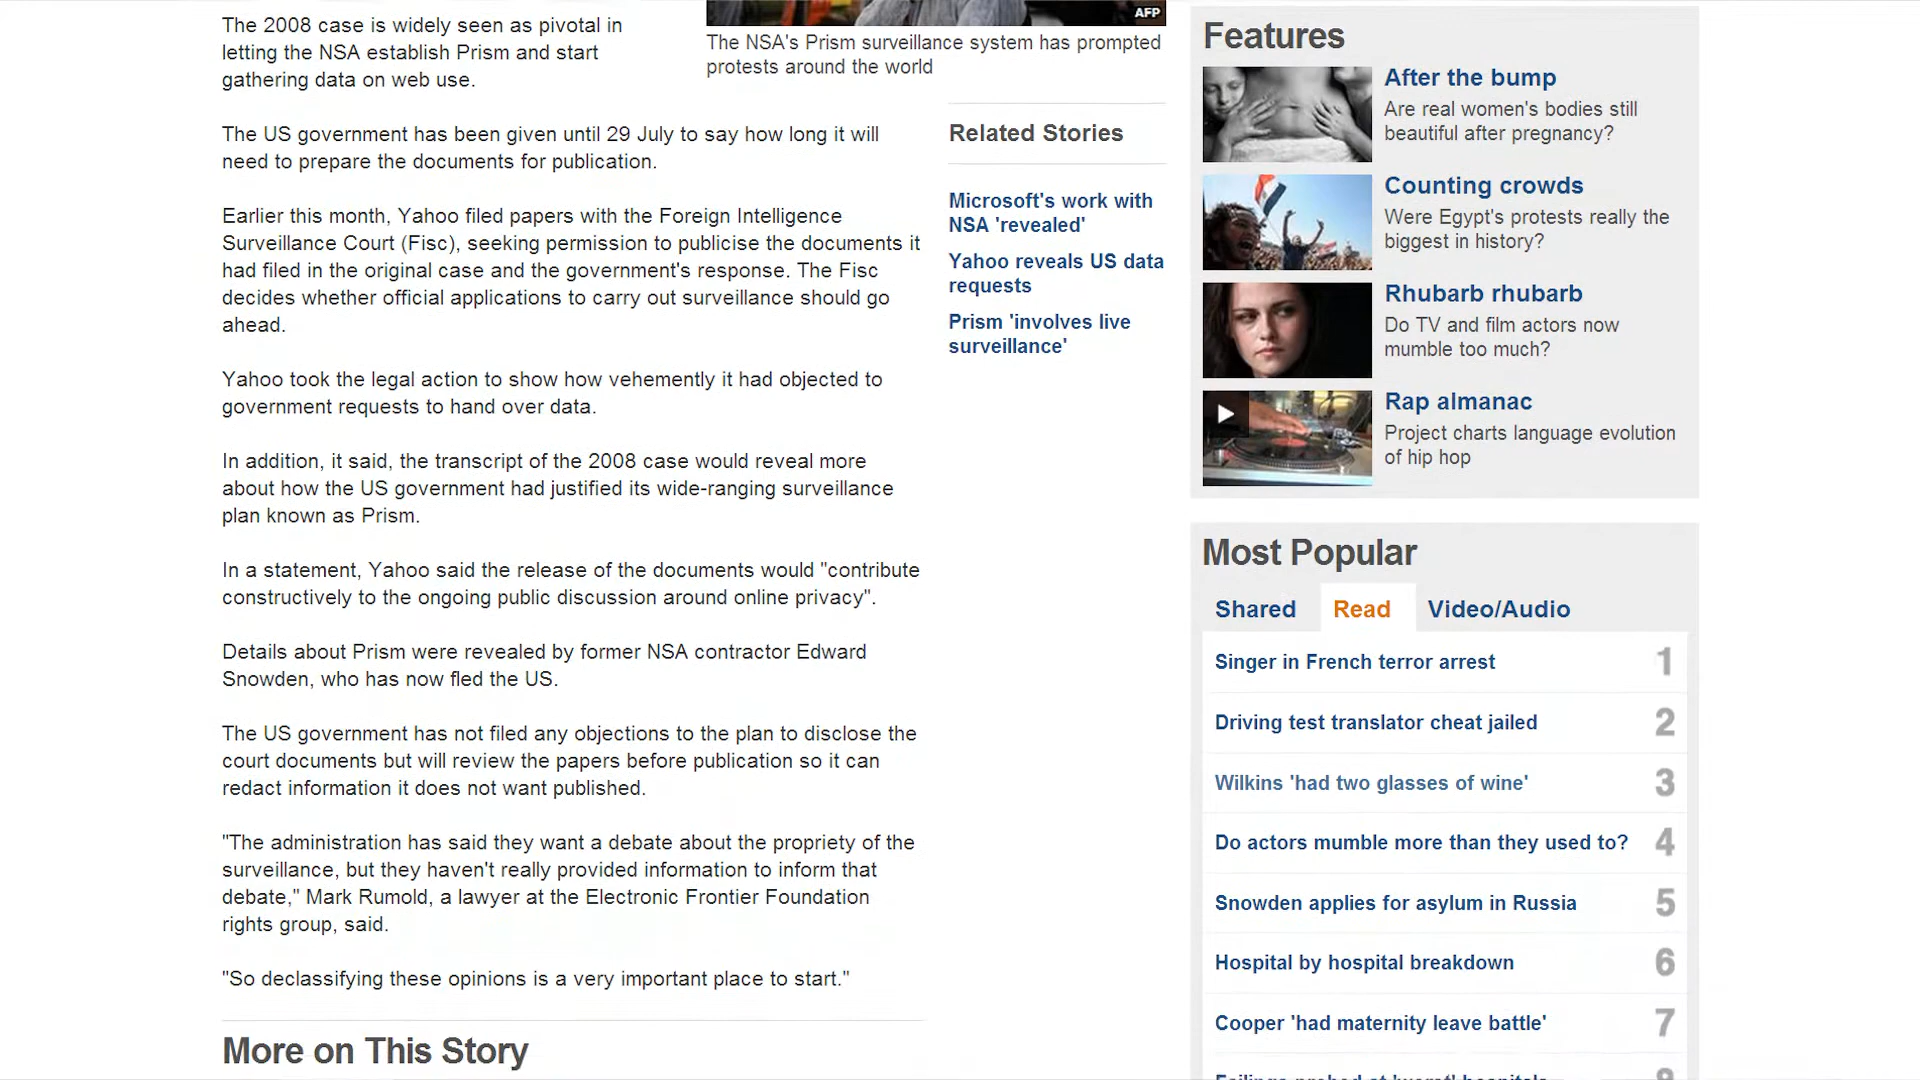 The 2008 case is widely seen as pivotal in
letting the NSA establish Prism and start
gathering data on web use.
The US government has been given until 29 July to say how long it will
need to prepare the documents for publication.
Earlier this month, Yahoo filed papers with the Foreign Intelligence
Surveillance Court (Fisc), seeking permission to publicise the documents it
had filed in the original case and the government's response. The Fisc
decides whether official applications to carry out surveillance should go
ahead.
Yahoo took the legal action to show how vehemently it had objected to
government requests to hand over data.
In addition, it said, the transcript of the 2008 case would reveal more
about how the US government had justified its wide-ranging surveillance
plan known as Prism.
In a statement, Yahoo said the release of the documents would "contribute
constructively to the ongoing public discussion around online privacy".
Details about Prism were revealed by former NSA contractor Edward
Snowden, who has now fled the US.
The US government has not filed any objections to the plan to disclose the
court documents but will review the papers before publication so it can
redact information it does not want published.
"The administration has said they want a debate about the propriety of the
surveillance, but they haven't really provided information to inform that
debate," Mark Rumold, a lawyer at the Electronic Frontier Foundation
rights group, said.
"So declassifying these opinions is a very important place to start."
More on This Story
AFP
The NSA's Prism surveillance system has prompted
protests around the world
Related Stories
Microsoft's work with
NSA 'revealed'
Yahoo reveals US data
requests
Prism 'involves live
surveillance'
Features
After the bump
Are real women's bodies still
beautiful after pregnancy?
Counting crowds
Were Egypt's protests really the
biggest in history?
Rhubarb rhubarb
Do TV and film actors now
mumble too much?
Rap almanac
Project charts language evolution
of hip hop
Most Popular
Shared Read Video/Audio
Singer in French terror arrest 1
Driving test translator cheat jailed 2
Wilkins 'had two glasses of wine' 3
Do actors mumble more than they used to? 4
Snowden applies for asylum in Russia 5
Hospital by hospital breakdown 6
Cooper 'had maternity leave battle' 7